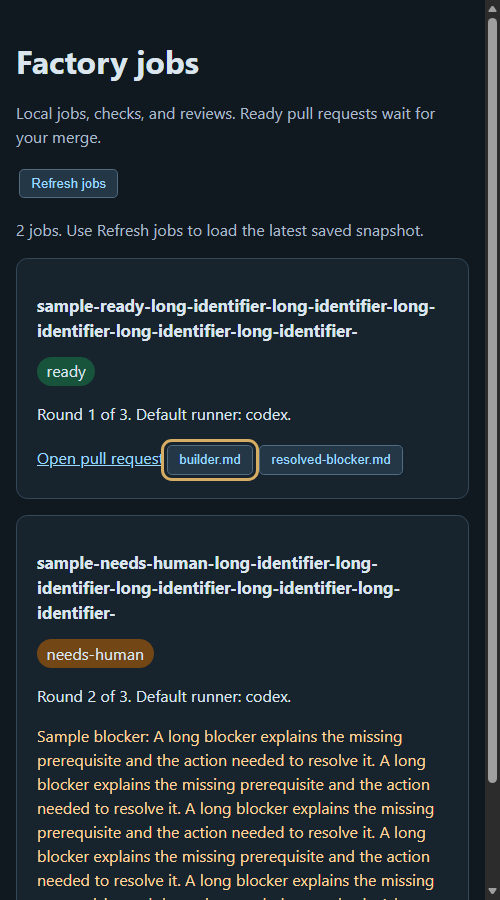 Factory jobs
Local jobs, checks, and reviews. Ready pull requests wait for
your merge.
Refresh jobs
2 jobs. Use Refresh jobs to load the latest saved snapshot.
sample-ready-long-identifier-long-identifier-long-
identifier-long-identifier-long-identifier-
ready
Round 1 of 3. Default runner: codex.
Open pull request builder.md resolved-blocker.md
sample-needs-human-long-identifier-long-
identifier-long-identifier-long-identifier-long-
identifier-
needs-human
Round 2 of 3. Default runner: codex.
Sample blocker: A long blocker explains the missing
prerequisite and the action needed to resolve it. A long
blocker explains the missing prerequisite and the action
needed to resolve it. A long blocker explains the missing
prerequisite and the action needed to resolve it. A long
blocker explains the missing prerequisite and the action
needed to resolve it. A long blocker explains the missing